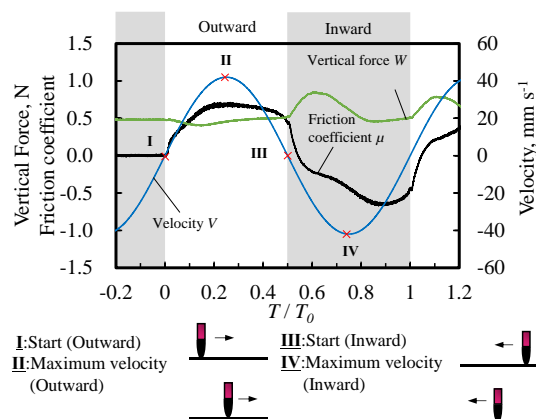 Outward Inward
1.5
1.0
0.5
0.0
-0.5
-1.0
-1.5
Vertical Force, N
Friction coefficient
60
40
20
0
-20
-40
-60
Velocity, mm s⁻¹
II
Vertical force W
I
Friction
coefficient μ
III
Velocity V
IV
-0.2 0.0 0.2 0.4 0.6 0.8 1.0 1.2
T / T₀
I:Start (Outward)
II:Maximum velocity
(Outward)
III:Start (Inward)
IV:Maximum velocity
(Inward)